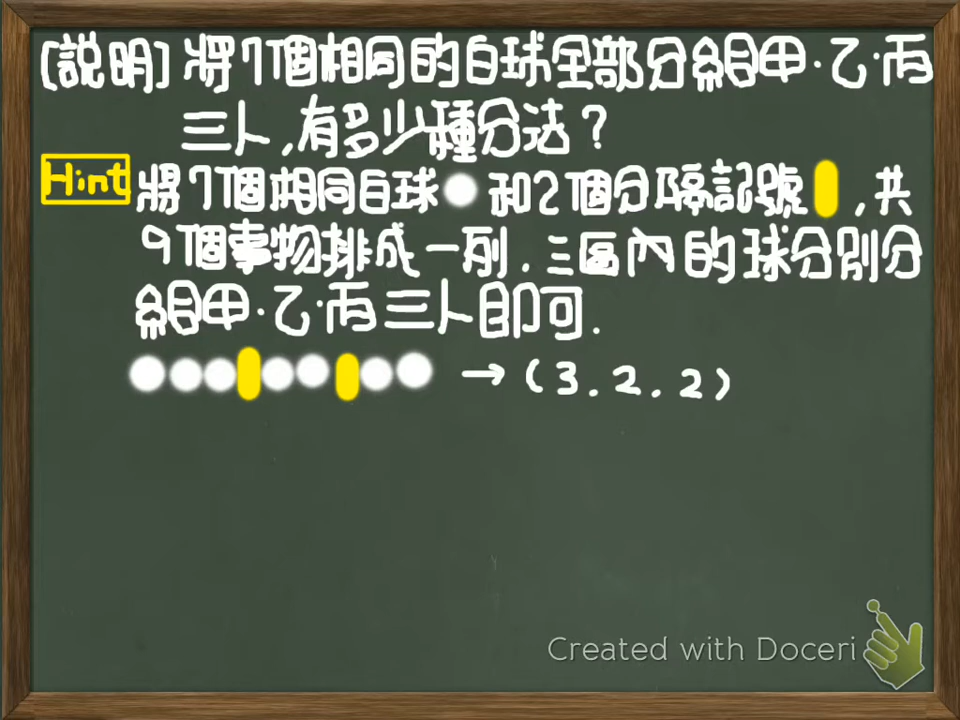 [說明] 將7個相同的白球全部分給甲.乙.丙
三人,有多少種分法?
Hint 將7個相同白球 和2個分隔記號 ,共
9個事物排成一列.三區內的球分別分
給甲.乙.丙三人即可.
→ (3.2.2)
Created with Doceri